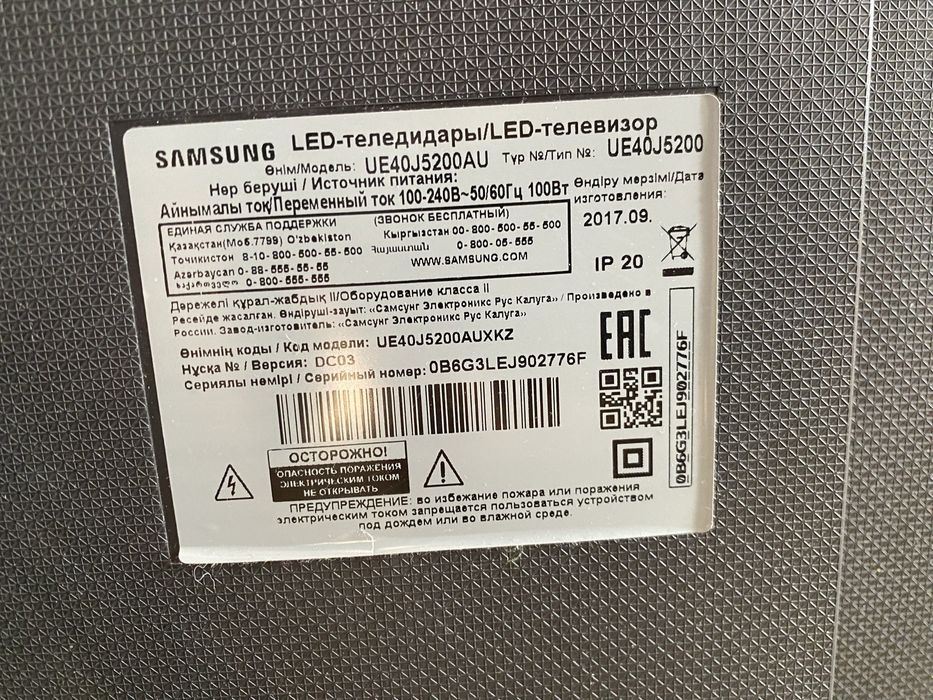 SAMSUNG LED-теледидары/LED-телевизор
Өнім/Модель: UE40J5200AU Түр №/Тип №: UE40J5200
Нәр беруші / Источник питания:
Айнымалы ток/Переменный ток 100-240В~50/60Гц 100Вт
Өндіру мерзімі/Дата
изготовления:
2017.09.
ЕДИНАЯ СЛУЖБА ПОДДЕРЖКИ (ЗВОНОК БЕСПЛАТНЫЙ)
Қазақстан(Моб.7799) O'zbekiston Кыргызстан 00-800-500-55-500
Тоҷикистон 8-10-800-500-55-500 Հայաստան 0-800-05-555
Azərbaycan 0-88-555-55-55 WWW.SAMSUNG.COM
საქართველო 0-800-555-555
IP 20
Дәрежелі құрал-жабдық II/Оборудование класса II
Ресейде жасалған. Өндіруші-зауыт: «Самсунг Электроникс Рус Калуга» / Произведено в
России. Завод-изготовитель: «Самсунг Электроникс Рус Калуга».
Өнімнің коды / Код модели: UE40J5200AUXKZ
Нұсқа № / Версия: DC03
Сериялы нөмірі / Серийный номер: 0B6G3LEJ902776F
EAC
0B6G3LEJ902776F
ОСТОРОЖНО!
ОПАСНОСТЬ ПОРАЖЕНИЯ
ЭЛЕКТРИЧЕСКИМ ТОКОМ
НЕ ОТКРЫВАТЬ
ПРЕДУПРЕЖДЕНИЕ: во избежание пожара или поражения
электрическим током запрещается пользоваться устройством
под дождем или во влажной среде.